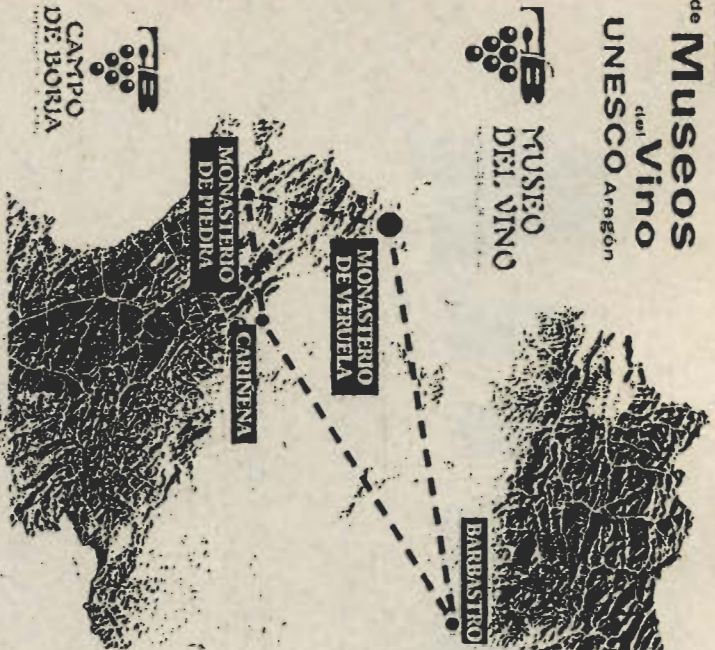 de Museos
del Vino
UNESCO Aragón
MUSEO
DEL VINO
CAMPO
DE BORJA
MONASTERIO
DE VERUELA
MONASTERIO
DE PIEDRA
CARIÑENA
BARBASTRO